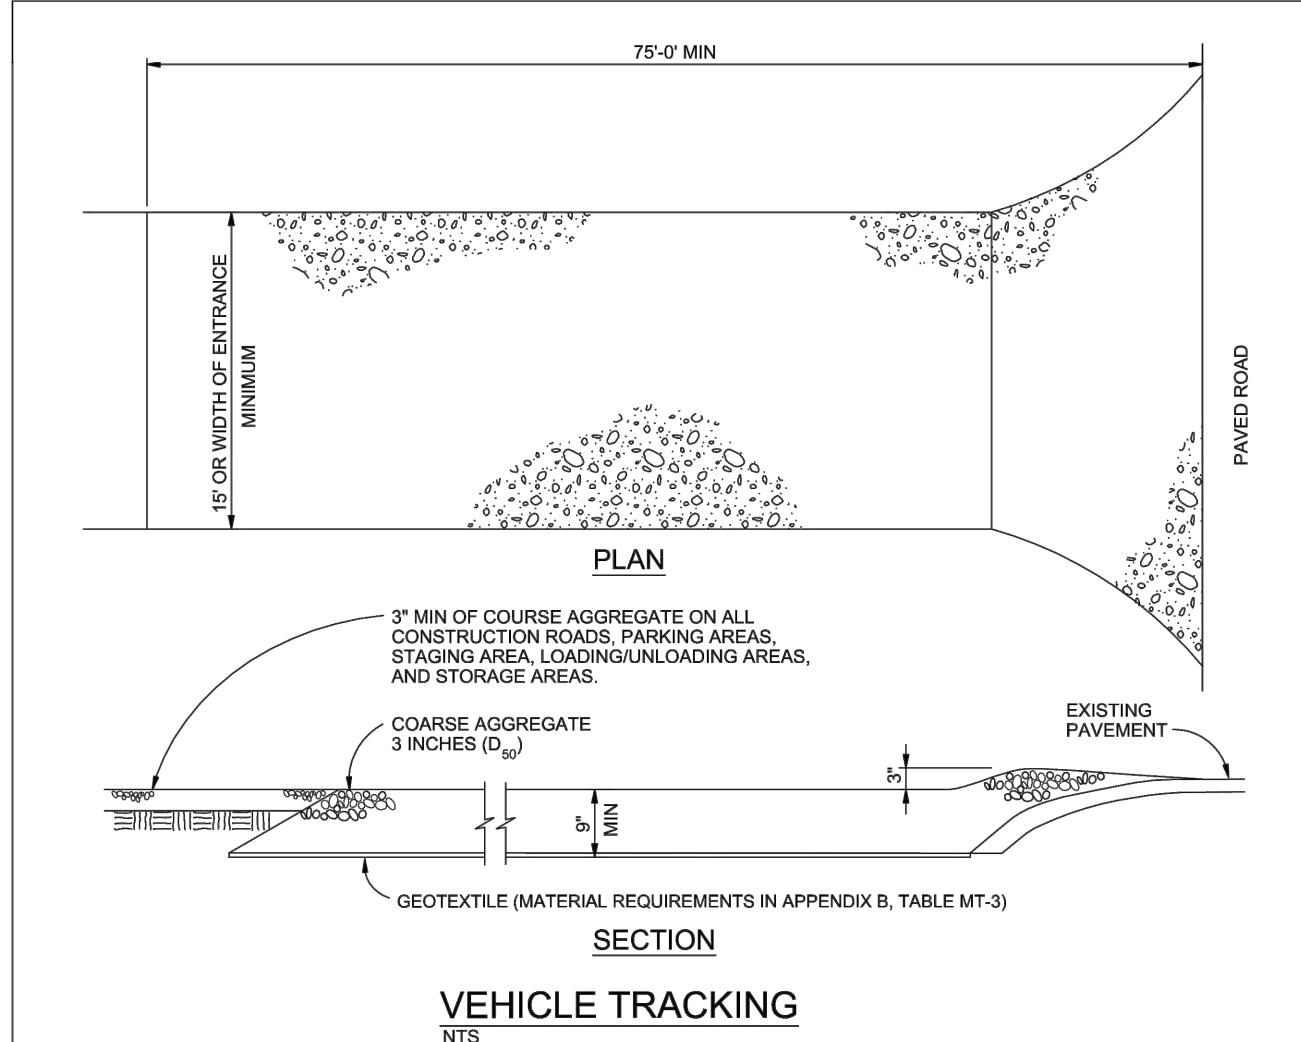 75'-0' MIN
15' OR WIDTH OF ENTRANCE
MINIMUM
PAVED ROAD
PLAN
3" MIN OF COURSE AGGREGATE ON ALL
CONSTRUCTION ROADS, PARKING AREAS,
STAGING AREA, LOADING/UNLOADING AREAS,
AND STORAGE AREAS.
COARSE AGGREGATE
3 INCHES (D50)
EXISTING
PAVEMENT
3"
9"
MIN
GEOTEXTILE (MATERIAL REQUIREMENTS IN APPENDIX B, TABLE MT-3)
SECTION
VEHICLE TRACKING
NTS